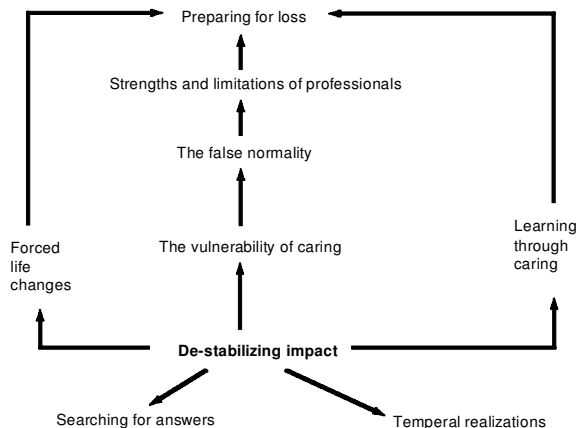 Preparing for loss
Strengths and limitations of professionals
The false normality
The vulnerability of caring
Forced
life
changes
Learning
through
caring
De-stabilizing impact
Searching for answers
Temperal realizations